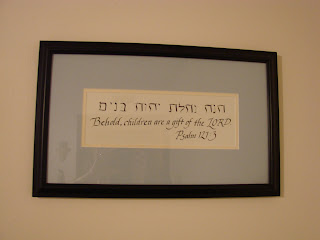 הנה נחלת יהוה בנים
Behold, children are a gift of the LORD.
Psalm 127:3